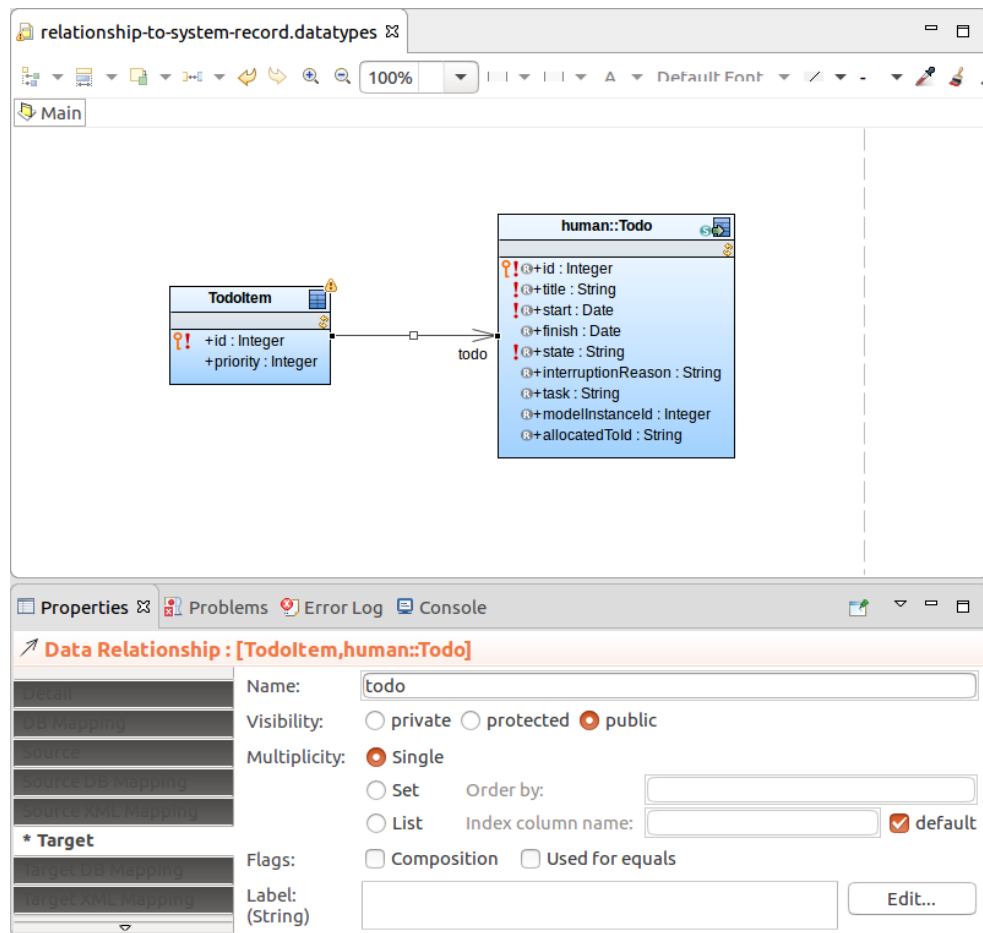 relationship-to-system-record.datatypes
100% A Default Font
Main
human::Todo
+id : Integer
+title : String
+start : Date
+finish : Date
+state : String
+interruptionReason : String
+task : String
+modelInstanceId : Integer
+allocatedToId : String
TodoItem
+id : Integer
+priority : Integer
todo
Properties Problems Error Log Console
Data Relationship : [TodoItem,human::Todo]
Detail
DB Mapping
Source
Source DB Mapping
Source XML Mapping
* Target
Target DB Mapping
Target XML Mapping
Name: todo
Visibility: private protected public
Multiplicity: Single
Set Order by:
List Index column name: default
Flags: Composition Used for equals
Label:
(String)
Edit...